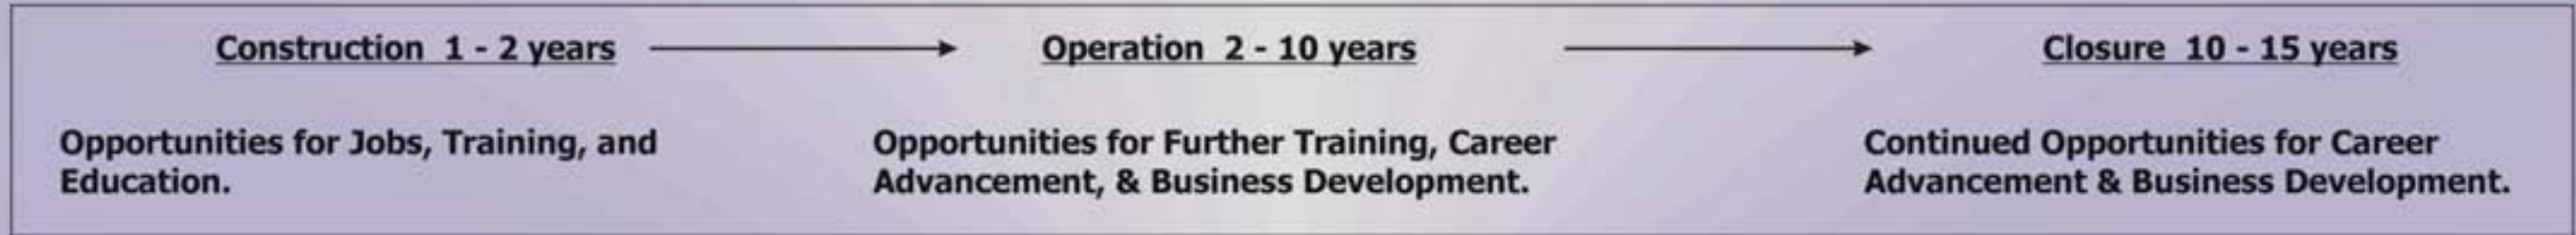 Construction 1 - 2 years
Operation 2 - 10 years
Closure 10 - 15 years
Opportunities for Jobs, Training, and
Education.
Opportunities for Further Training, Career
Advancement, & Business Development.
Continued Opportunities for Career
Advancement & Business Development.